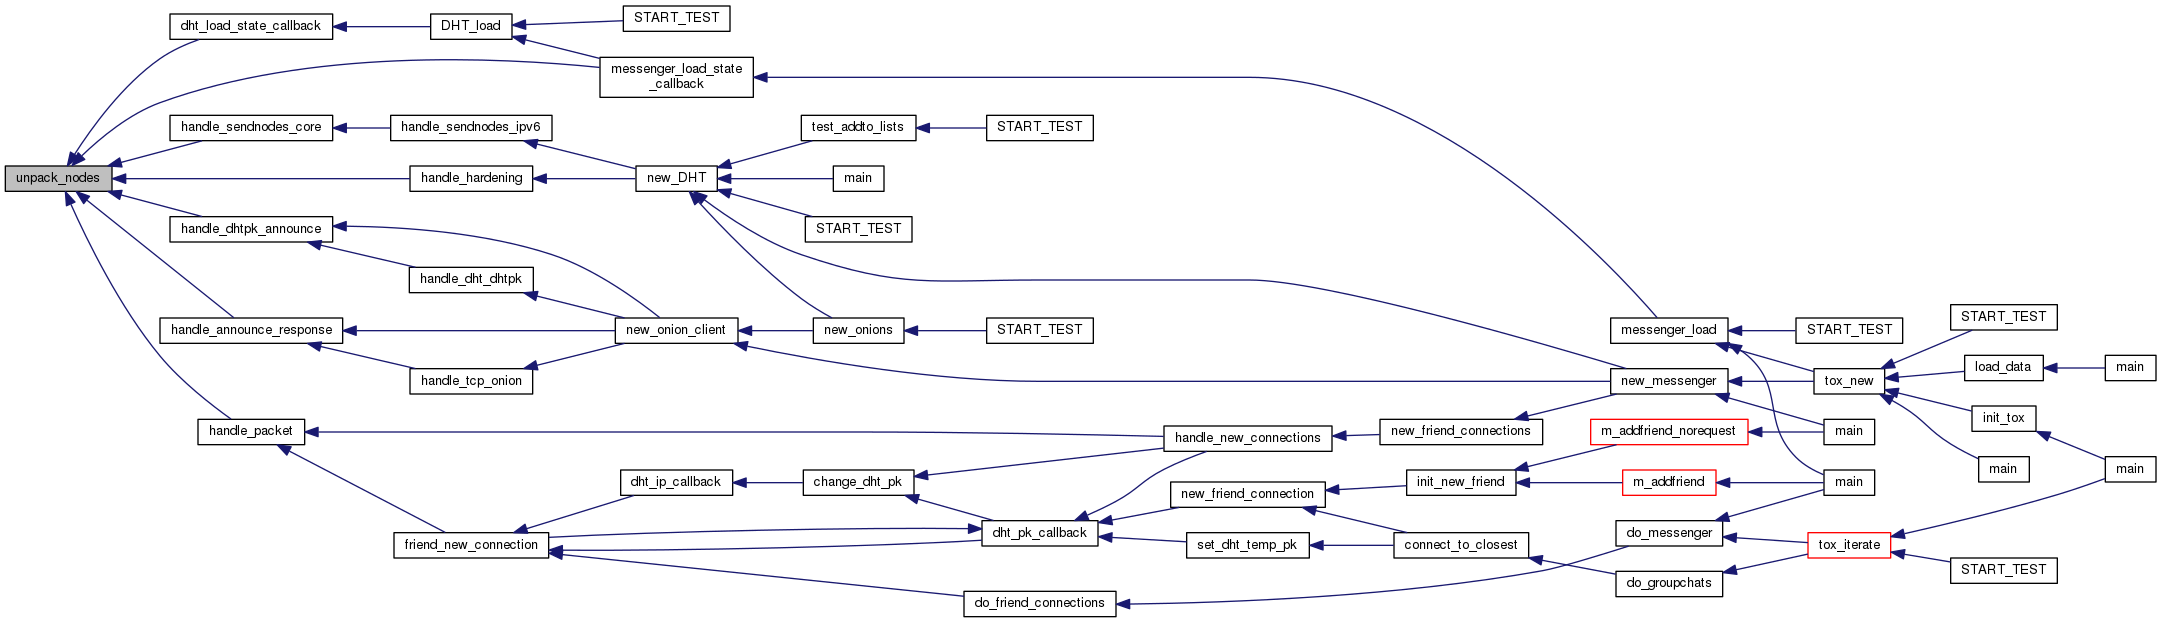 dht_load_state_callback
DHT_load
START_TEST
messenger_load_state
_callback
handle_sendnodes_core
handle_sendnodes_ipv6
test_addto_lists
START_TEST
unpack_nodes
handle_hardening
new_DHT
main
handle_dhtpk_announce
START_TEST
handle_dht_dhtpk
handle_announce_response
new_onion_client
new_onions
START_TEST
messenger_load
START_TEST
START_TEST
handle_tcp_onion
new_messenger
tox_new
load_data
main
init_tox
handle_packet
handle_new_connections
new_friend_connections
m_addfriend_norequest
main
main
main
dht_ip_callback
change_dht_pk
new_friend_connection
init_new_friend
m_addfriend
main
friend_new_connection
dht_pk_callback
set_dht_temp_pk
connect_to_closest
do_messenger
tox_iterate
START_TEST
do_groupchats
do_friend_connections